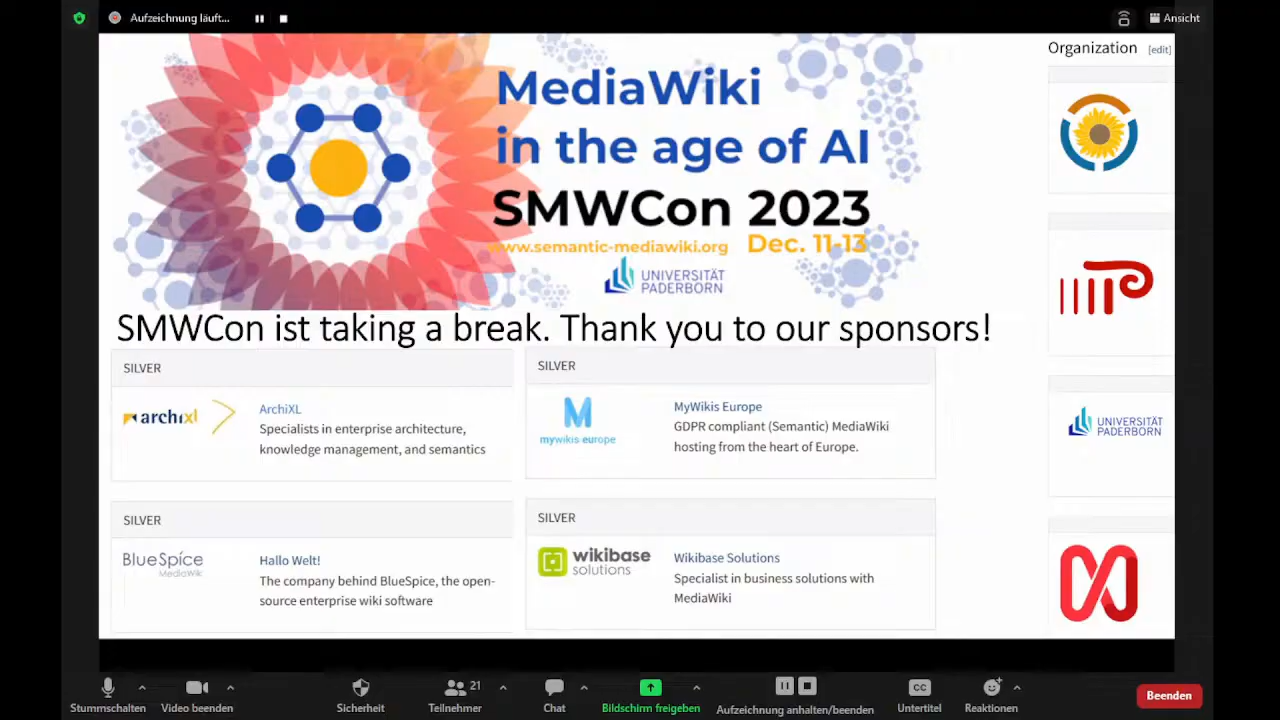 Aufzeichnung läuft...
Ansicht
MediaWiki
in the age of AI
SMWCon 2023
www.semantic-mediawiki.org Dec. 11-13
UNIVERSITÄT
PADERBORN
SMWCon ist taking a break. Thank you to our sponsors!
SILVER
archixl
ArchiXL
Specialists in enterprise architecture,
knowledge management, and semantics
SILVER
mywikis europe
MyWikis Europe
GDPR compliant (Semantic) MediaWiki
hosting from the heart of Europe.
SILVER
BlueSpice
MediaWiki
Hallo Welt!
The company behind BlueSpice, the open-
source enterprise wiki software
SILVER
wikibase
solutions
Wikibase Solutions
Specialist in business solutions with
MediaWiki
Organization [edit]
UNIVERSITÄT
PADERBORN
Stummschalten
Video beenden
Sicherheit
21
Teilnehmer
Chat
Bildschirm freigeben
Aufzeichnung anhalten/beenden
CC
Untertitel
Reaktionen
Beenden